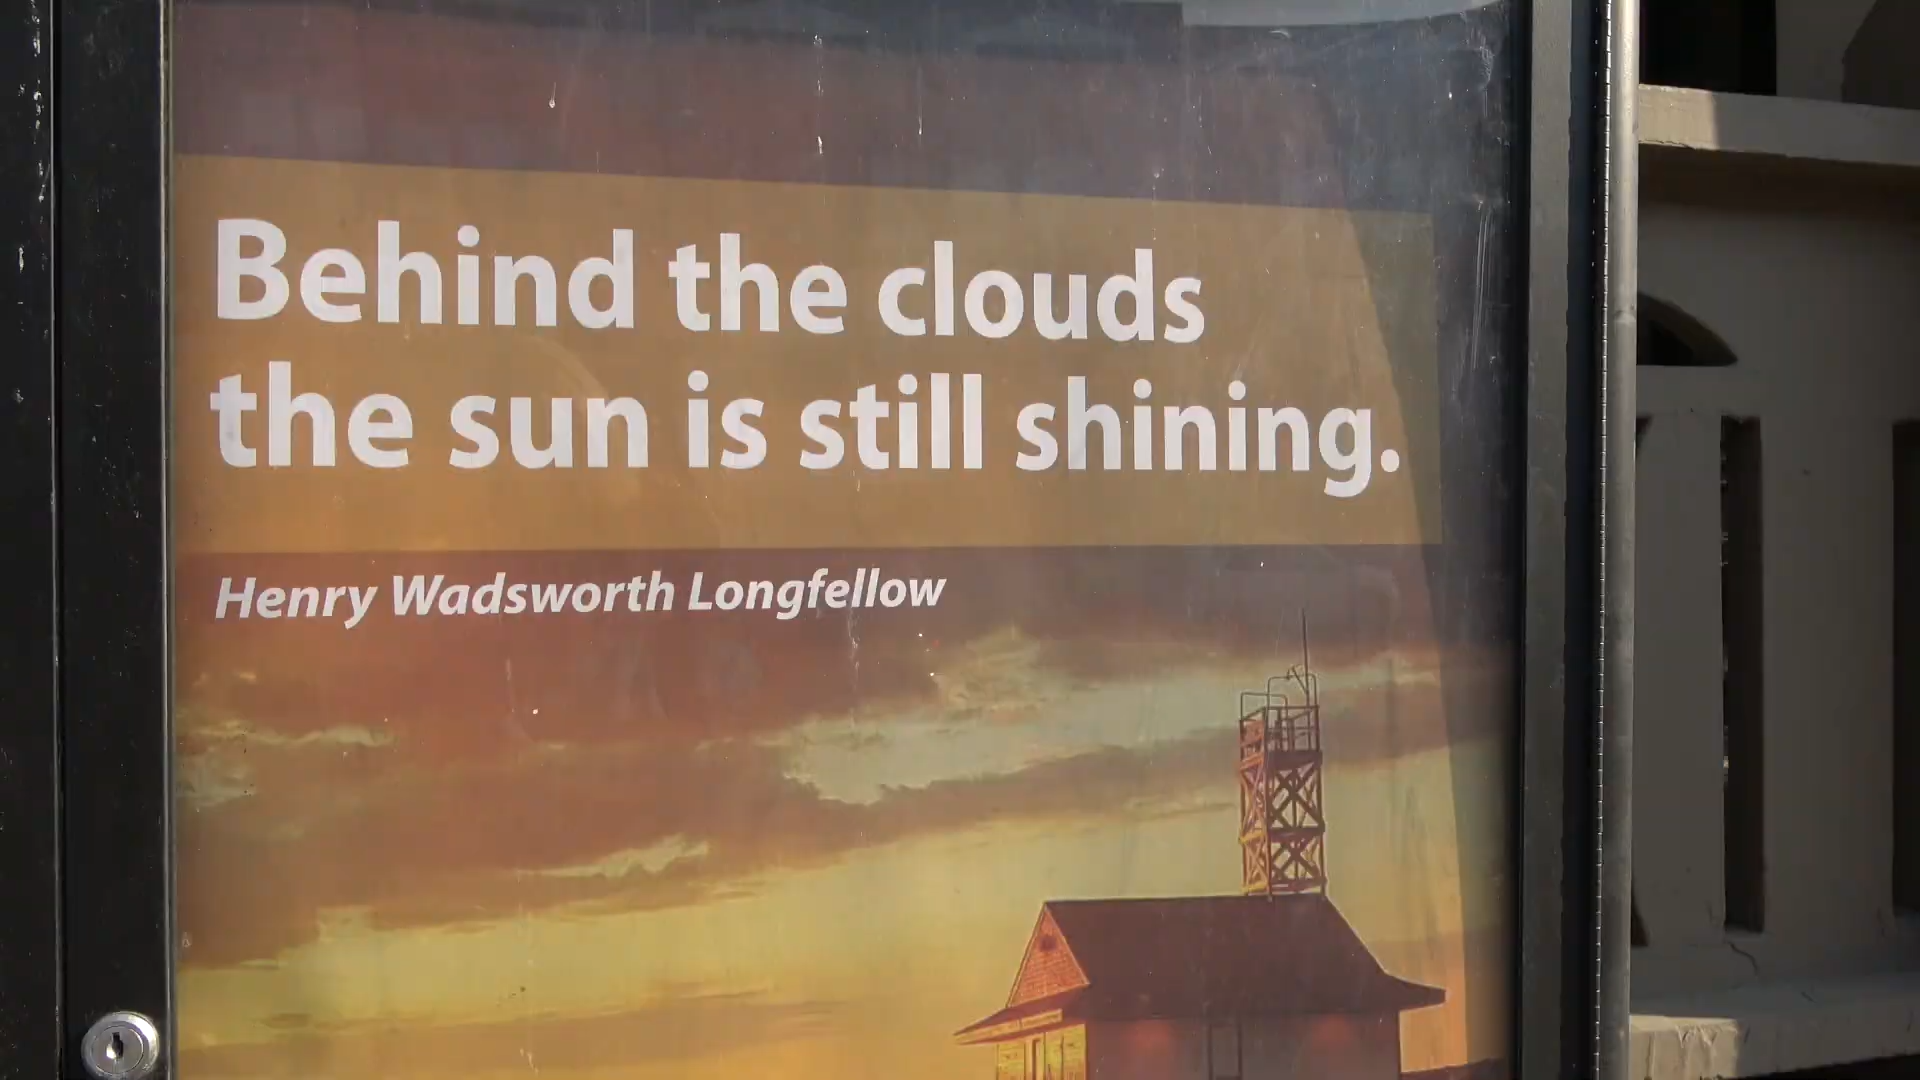 Behind the clouds
the sun is still shining.
Henry Wadsworth Longfellow